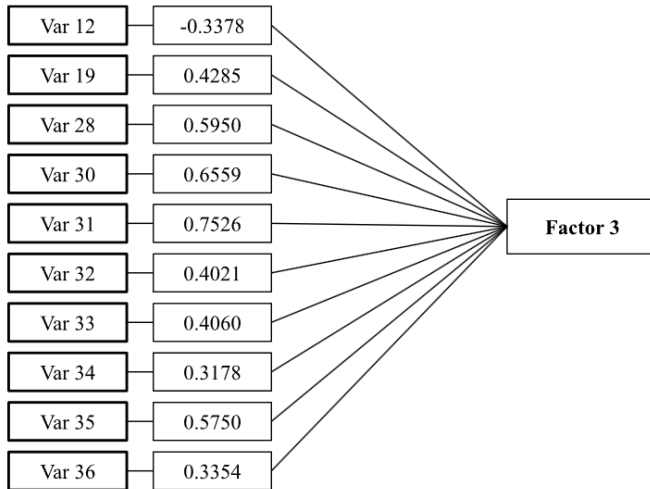 Var 12 -0.3378
Var 19 0.4285
Var 28 0.5950
Var 30 0.6559
Var 31 0.7526
Factor 3
Var 32 0.4021
Var 33 0.4060
Var 34 0.3178
Var 35 0.5750
Var 36 0.3354